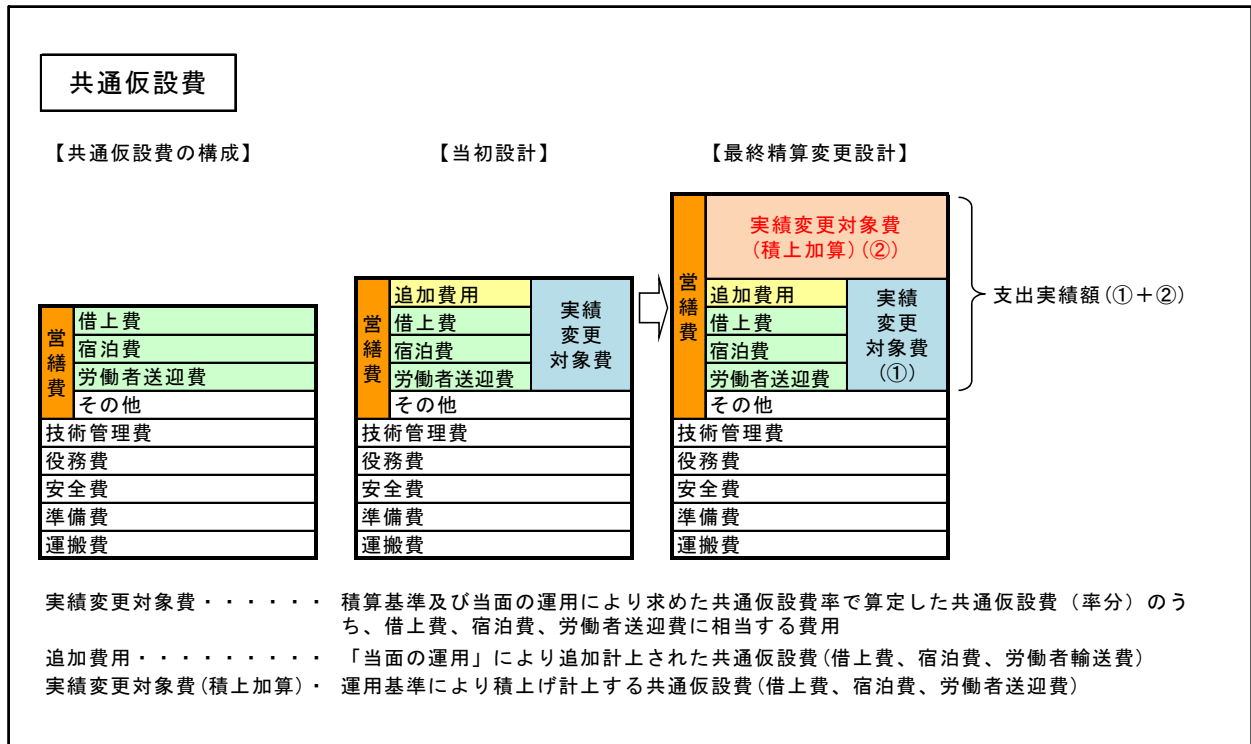 共通仮設費
【共通仮設費の構成】
【当初設計】
【最終精算変更設計】
営繕費
借上費
宿泊費
労働者送迎費
その他
技術管理費
役務費
安全費
準備費
運搬費
営繕費
追加費用
借上費
宿泊費
労働者送迎費
実績
変更
対象費
その他
技術管理費
役務費
安全費
準備費
運搬費
営繕費
実績変更対象費
(積上加算)(②)
追加費用
借上費
宿泊費
労働者送迎費
実績
変更
対象費
(①)
その他
技術管理費
役務費
安全費
準備費
運搬費
支出実績額(①+②)
実績変更対象費・・・・・・ 積算基準及び当面の運用により求めた共通仮設費率で算定した共通仮設費（率分）のう
ち、借上費、宿泊費、労働者送迎費に相当する費用
追加費用・・・・・・・・・ 「当面の運用」により追加計上された共通仮設費(借上費、宿泊費、労働者輸送費)
実績変更対象費(積上加算)・ 運用基準により積上げ計上する共通仮設費(借上費、宿泊費、労働者送迎費)